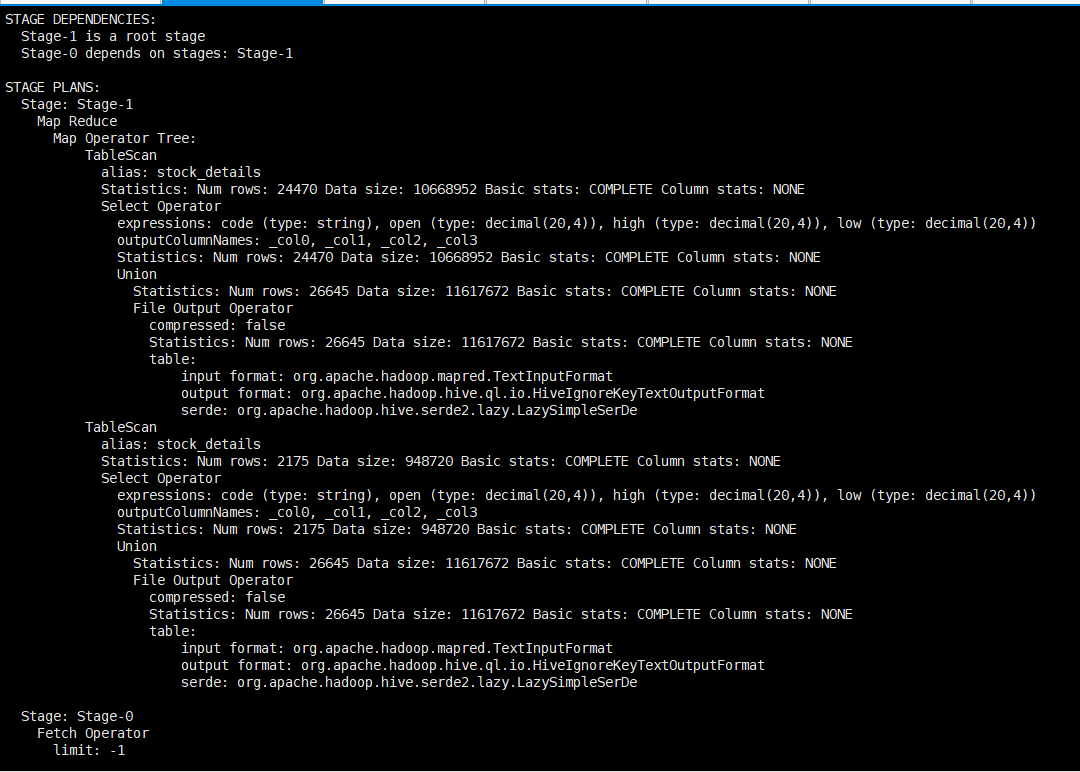 STAGE DEPENDENCIES:
  Stage-1 is a root stage
  Stage-0 depends on stages: Stage-1

STAGE PLANS:
  Stage: Stage-1
    Map Reduce
      Map Operator Tree:
          TableScan
            alias: stock_details
            Statistics: Num rows: 24470 Data size: 10668952 Basic stats: COMPLETE Column stats: NONE
            Select Operator
              expressions: code (type: string), open (type: decimal(20,4)), high (type: decimal(20,4)), low (type: decimal(20,4))
              outputColumnNames: _col0, _col1, _col2, _col3
              Statistics: Num rows: 24470 Data size: 10668952 Basic stats: COMPLETE Column stats: NONE
              Union
                Statistics: Num rows: 26645 Data size: 11617672 Basic stats: COMPLETE Column stats: NONE
                File Output Operator
                  compressed: false
                  Statistics: Num rows: 26645 Data size: 11617672 Basic stats: COMPLETE Column stats: NONE
                  table:
                      input format: org.apache.hadoop.mapred.TextInputFormat
                      output format: org.apache.hadoop.hive.ql.io.HiveIgnoreKeyTextOutputFormat
                      serde: org.apache.hadoop.hive.serde2.lazy.LazySimpleSerDe
          TableScan
            alias: stock_details
            Statistics: Num rows: 2175 Data size: 948720 Basic stats: COMPLETE Column stats: NONE
            Select Operator
              expressions: code (type: string), open (type: decimal(20,4)), high (type: decimal(20,4)), low (type: decimal(20,4))
              outputColumnNames: _col0, _col1, _col2, _col3
              Statistics: Num rows: 2175 Data size: 948720 Basic stats: COMPLETE Column stats: NONE
              Union
                Statistics: Num rows: 26645 Data size: 11617672 Basic stats: COMPLETE Column stats: NONE
                File Output Operator
                  compressed: false
                  Statistics: Num rows: 26645 Data size: 11617672 Basic stats: COMPLETE Column stats: NONE
                  table:
                      input format: org.apache.hadoop.mapred.TextInputFormat
                      output format: org.apache.hadoop.hive.ql.io.HiveIgnoreKeyTextOutputFormat
                      serde: org.apache.hadoop.hive.serde2.lazy.LazySimpleSerDe

  Stage: Stage-0
    Fetch Operator
      limit: -1